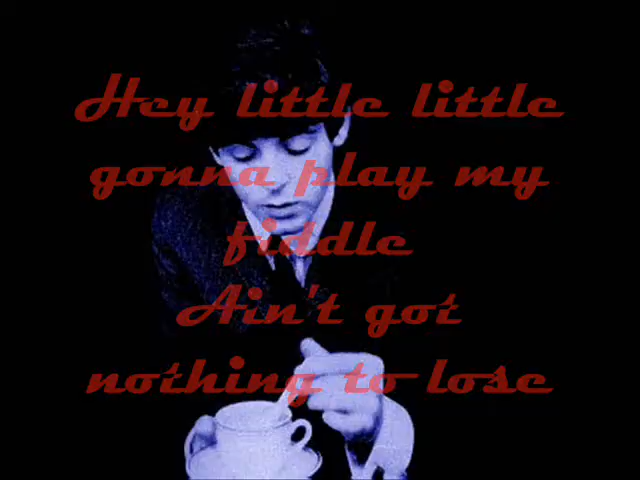 Hey little little
gonna play my
fiddle
Ain't got
nothing to lose